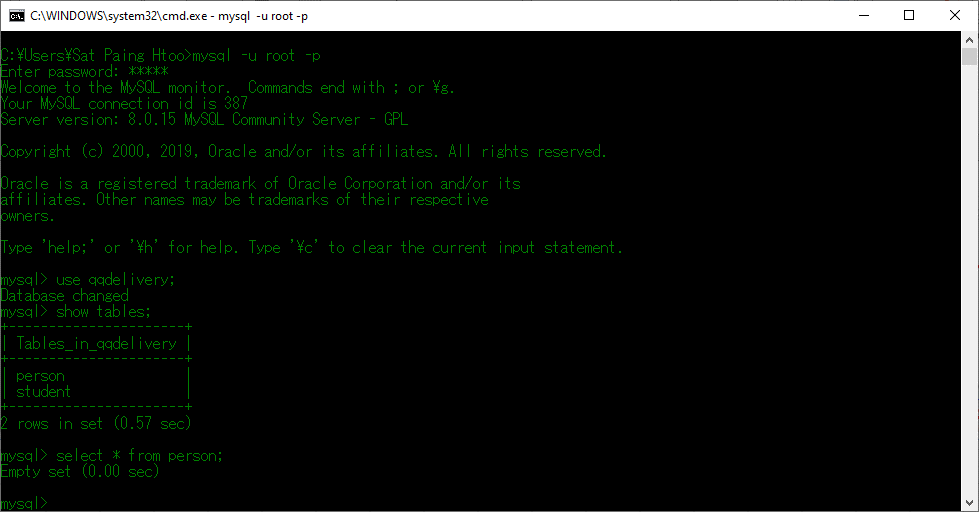 C:\WINDOWS\system32\cmd.exe - mysql  -u root -p
C:¥Users¥Sat Paing Htoo>mysql -u root -p
Enter password: *****
Welcome to the MySQL monitor.  Commands end with ; or ¥g.
Your MySQL connection id is 387
Server version: 8.0.15 MySQL Community Server - GPL
Copyright (c) 2000, 2019, Oracle and/or its affiliates. All rights reserved.
Oracle is a registered trademark of Oracle Corporation and/or its
affiliates. Other names may be trademarks of their respective
owners.
Type 'help;' or '¥h' for help. Type '¥c' to clear the current input statement.
mysql> use qqdelivery;
Database changed
mysql> show tables;
+----------------------+
| Tables_in_qqdelivery |
+----------------------+
| person               |
| student              |
+----------------------+
2 rows in set (0.57 sec)
mysql> select * from person;
Empty set (0.00 sec)
mysql>